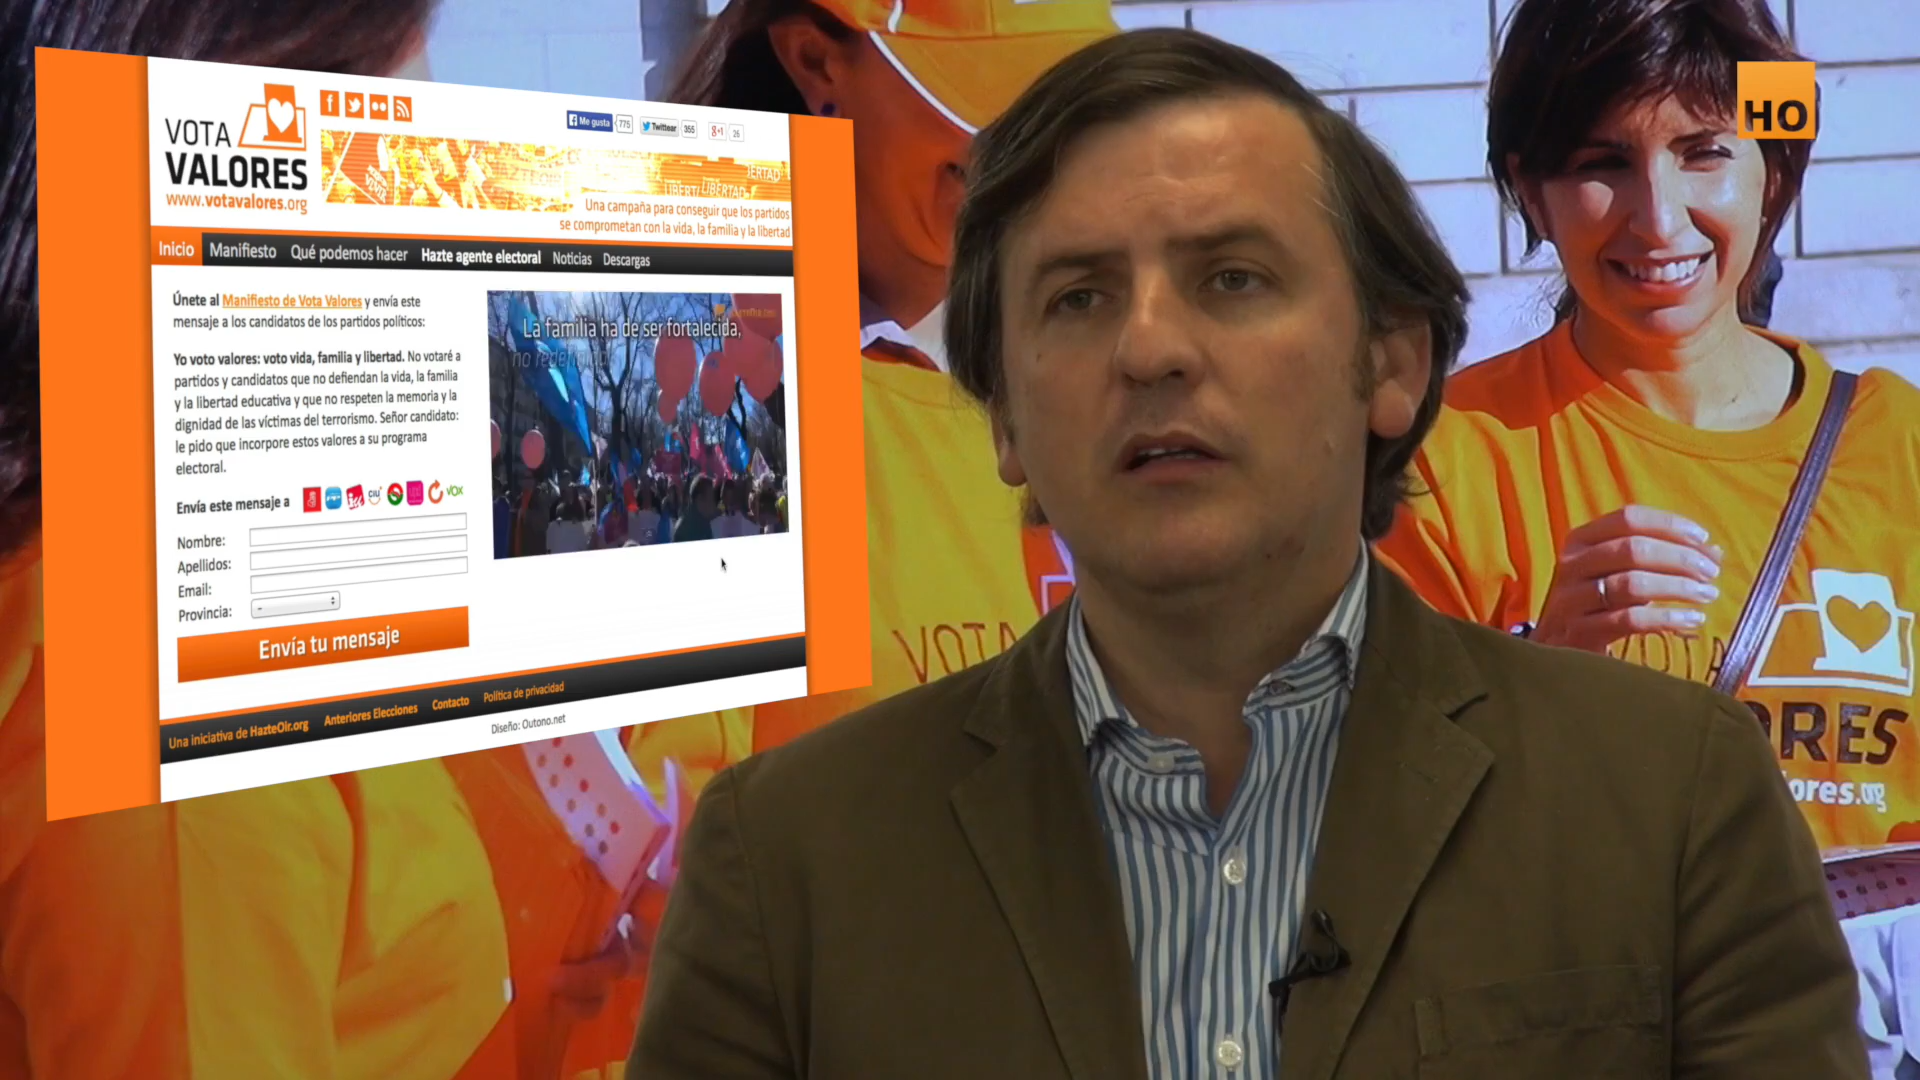 HO
VOTA
VALORES
www.votavalores.org
Me gusta 775 Twittear 355 g+1 26
LIBERTAD
Una campaña para conseguir que los partidos
se comprometan con la vida, la familia y la libertad
Inicio Manifiesto Qué podemos hacer Hazte agente electoral Noticias Descargas
Únete al Manifiesto de Vota Valores y envía este
mensaje a los candidatos de los partidos políticos:
Yo voto valores: voto vida, familia y libertad. No votaré a
partidos y candidatos que no defiendan la vida, la familia
y la libertad educativa y que no respeten la memoria y la
dignidad de las víctimas del terrorismo. Señor candidato:
le pido que incorpore estos valores a su programa
electoral.
La familia ha de ser fortalecida,
Envía este mensaje a CiU VOX
Nombre:
Apellidos:
Email:
Provincia: -
Envía tu mensaje
Una iniciativa de HazteOir.org Anteriores Elecciones Contacto Política de privacidad
Diseño: Outono.net
VOTA
VOTA
ORES
ores.org